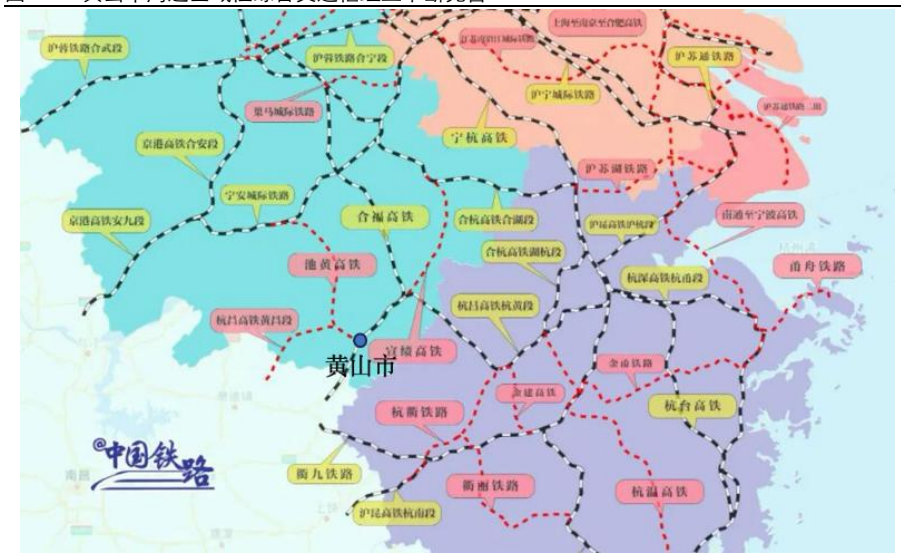 上海至南京至合肥高铁
沪蓉铁路合武段
沪蓉铁路合宁段
沪苏通铁路
巢马城际铁路
沪宁城际铁路
沪苏通铁路二期
京港高铁合安段
宁杭高铁
沪苏湖铁路
宁安城际铁路
京港高铁安九段
合福高铁
合杭高铁合湖段
沪昆高铁沪杭段
南通至宁波高铁
合杭高铁湖杭段
池黄高铁
甬舟铁路
杭深高铁杭甬段
杭昌高铁杭黄段
杭昌高铁黄昌段
宣绩高铁
黄山市
金甬铁路
金建高铁
杭台高铁
杭衢铁路
@中国铁路
南昌
衢九铁路
衢丽铁路
杭温高铁
沪昆高铁杭南段